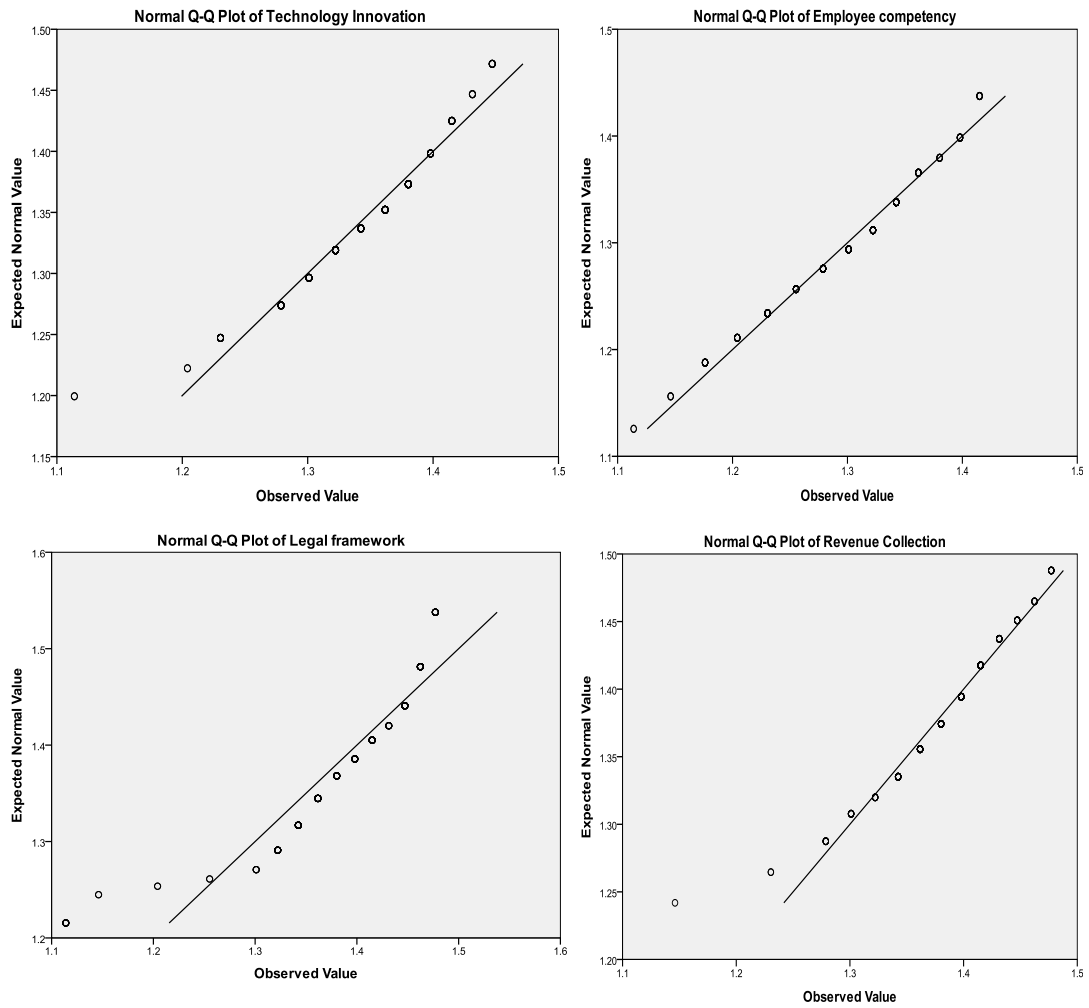 Normal Q-Q Plot of Technology Innovation
1.50
1.45
1.40
1.35
1.30
1.25
1.20
1.15
Expected Normal Value
1.1 1.2 1.3 1.4 1.5
Observed Value
Normal Q-Q Plot of Employee competency
1.5
1.4
1.3
1.2
1.1
Expected Normal Value
1.1 1.2 1.3 1.4 1.5
Observed Value
Normal Q-Q Plot of Legal framework
1.6
1.5
1.4
1.3
1.2
Expected Normal Value
1.1 1.2 1.3 1.4 1.5 1.6
Observed Value
Normal Q-Q Plot of Revenue Collection
1.50
1.45
1.40
1.35
1.30
1.25
1.20
Expected Normal Value
1.1 1.2 1.3 1.4 1.5
Observed Value